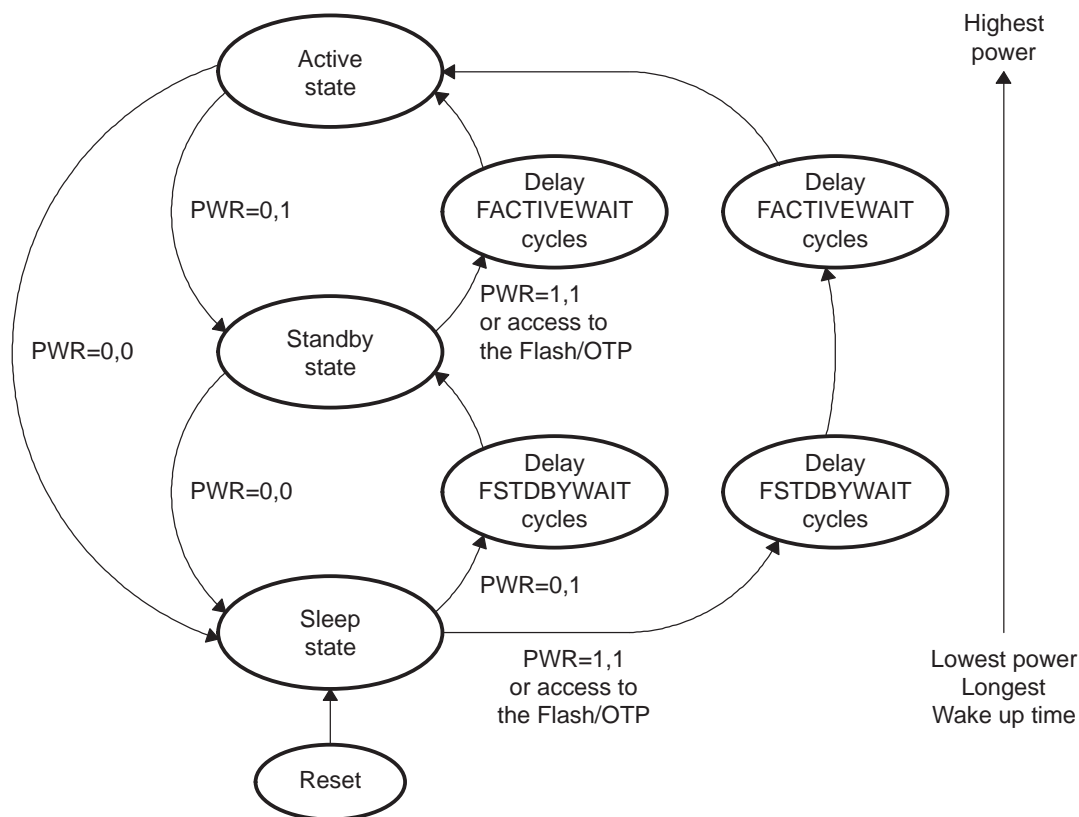 Active
state
Highest
power
Delay
FACTIVEWAIT
cycles
Delay
FACTIVEWAIT
cycles
PWR=0,1
PWR=1,1
or access to
the Flash/OTP
Standby
state
PWR=0,0
Delay
FSTDBYWAIT
cycles
Delay
FSTDBYWAIT
cycles
PWR=0,0
PWR=0,1
Sleep
state
PWR=1,1
or access to
the Flash/OTP
Lowest power
Longest
Wake up time
Reset